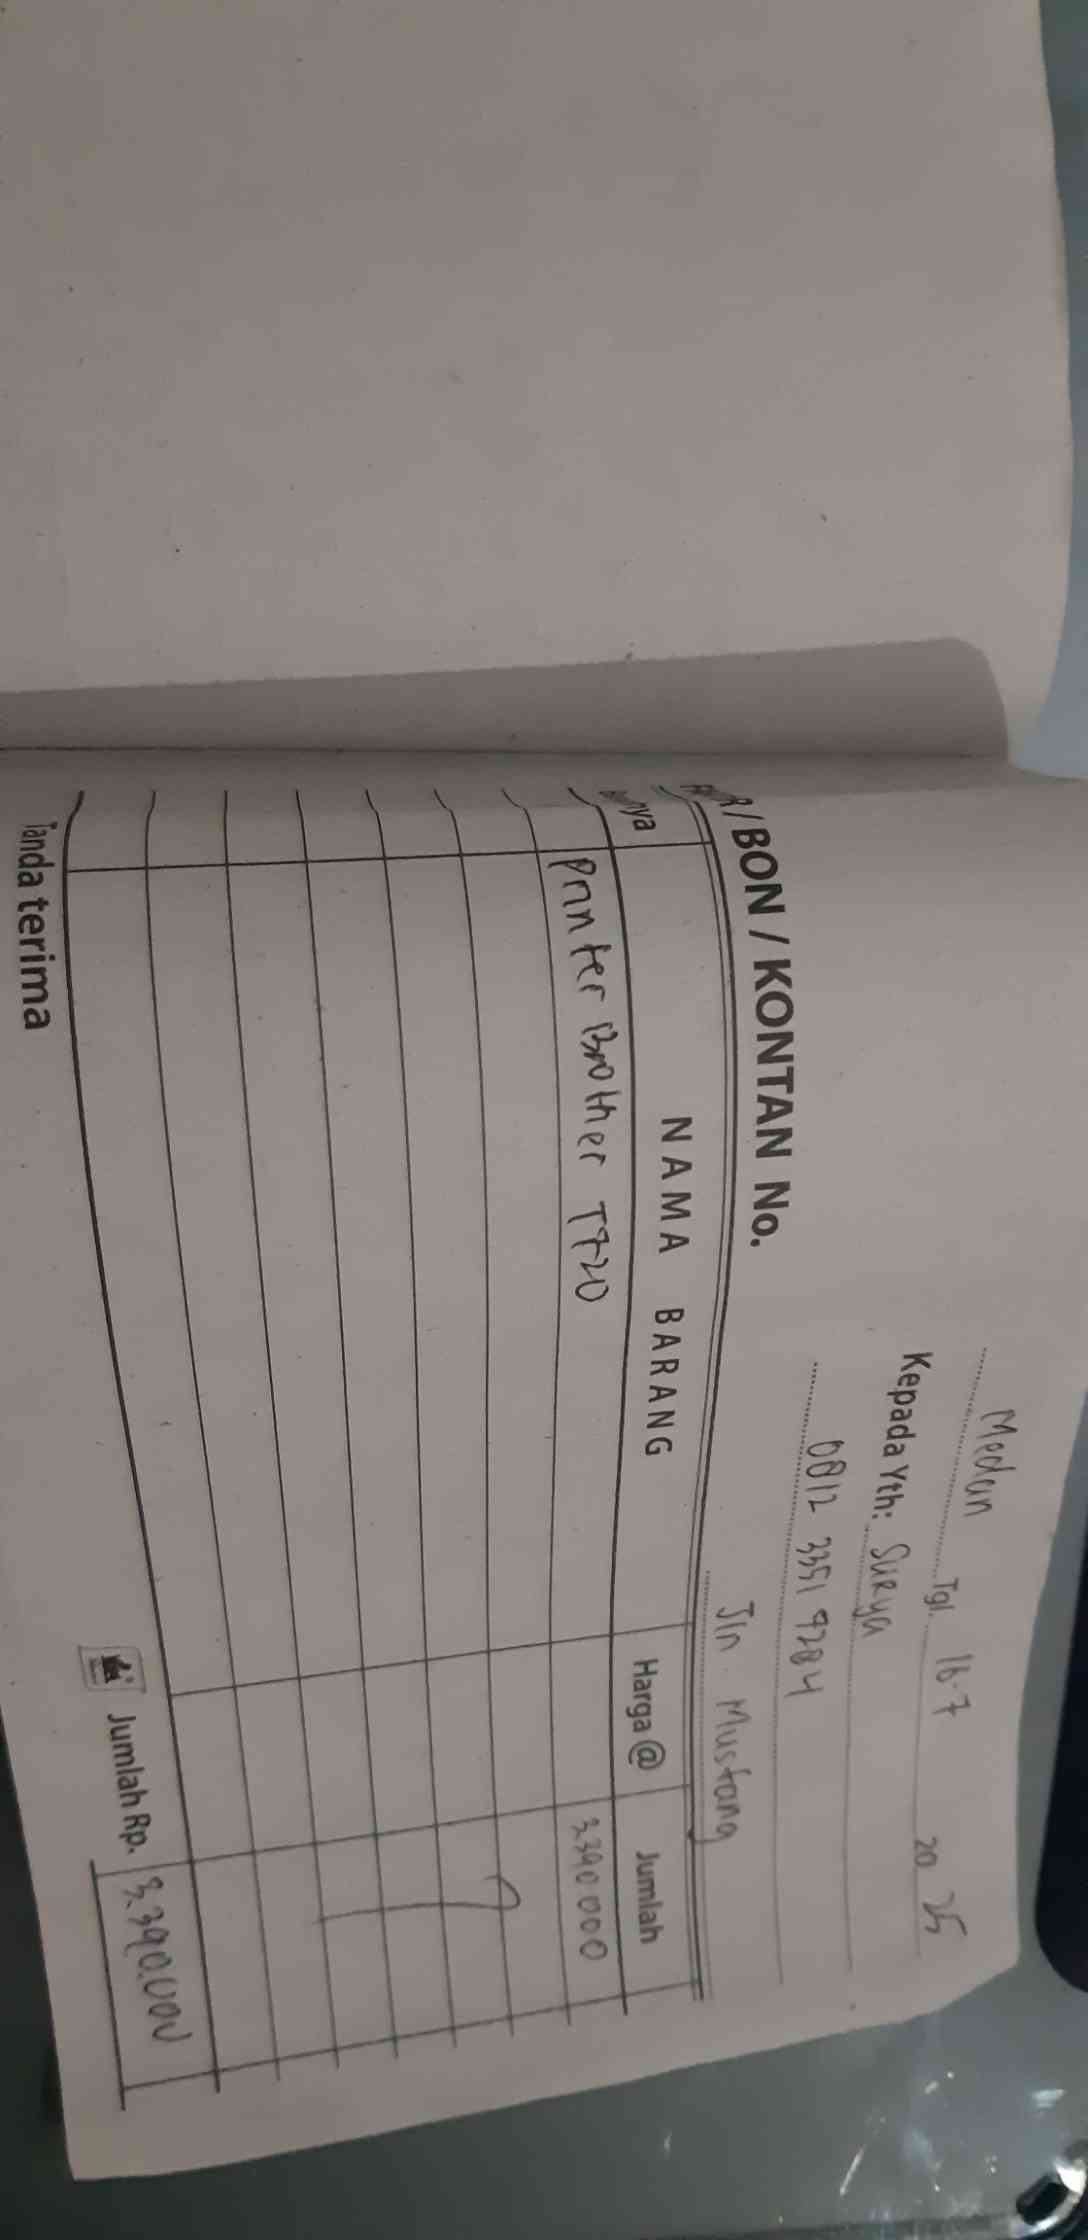 Medan Tgl. 16-7 20 25
Kepada Yth: Surya
0812 3351 9284
Jln. Mustang
/ BON / KONTAN No.
NAMA BARANG Harga @ Jumlah
Printer Brother T720 3.390.000
Tanda terima
Jumlah Rp. 3.390.000